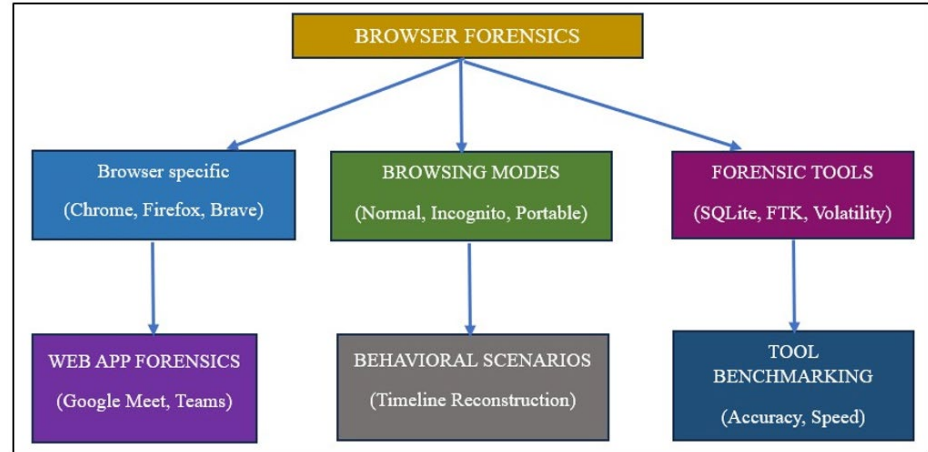 BROWSER FORENSICS
Browser specific
(Chrome, Firefox, Brave)
BROWSING MODES
(Normal, Incognito, Portable)
FORENSIC TOOLS
(SQLite, FTK, Volatility)
WEB APP FORENSICS
(Google Meet, Teams)
BEHAVIORAL SCENARIOS
(Timeline Reconstruction)
TOOL
BENCHMARKING
(Accuracy, Speed)